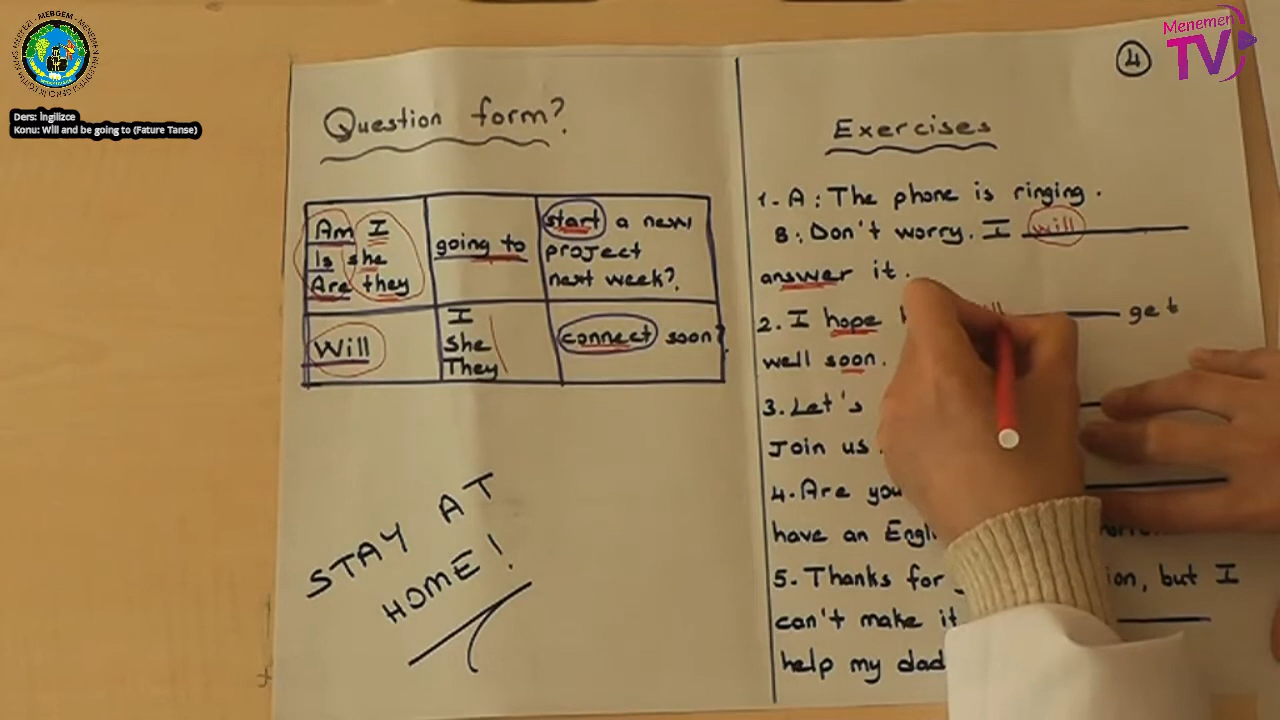 MEBGEM
Menemen
TV
Ders: İngilizce
Konu: Will and be going to (Fature Tanse)
4
Question form?
Am I
Is she
Are they
going to
start a new
project
next week?
Will
I
She
They
connect soon?
STAY AT
HOME!
Exercises
1. A: The phone is ringing.
B: Don't worry. I will
answer it.
2. I hope get
well soon.
3. Let's
Join us.
4. Are you
have an
5. Thanks for but I
can't make it
help my dad